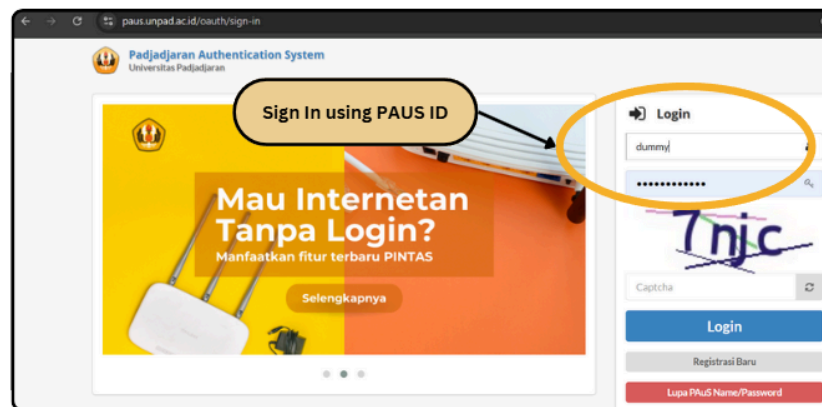 paus.unpad.ac.id/oauth/sign-in
Padjadjaran Authentication System
Universitas Padjadjaran
Sign In using PAUS ID
Mau Internetan
Tanpa Login?
Manfaatkan fitur terbaru PINTAS
Selengkapnya
Login
dummy
7njc
Captcha
Login
Registrasi Baru
Lupa PAuS Name/Password